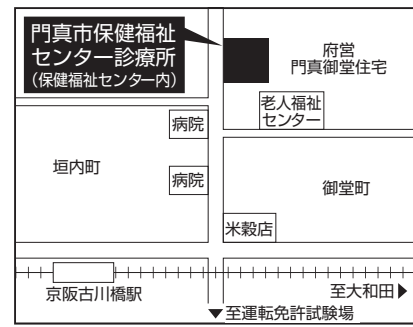 門真市保健福祉
センター診療所
（保健福祉センター内）
府営
門真御堂住宅
老人福祉
センター
病院
垣内町
病院
御堂町
米穀店
京阪古川橋駅
至大和田▶
▼至運転免許試験場